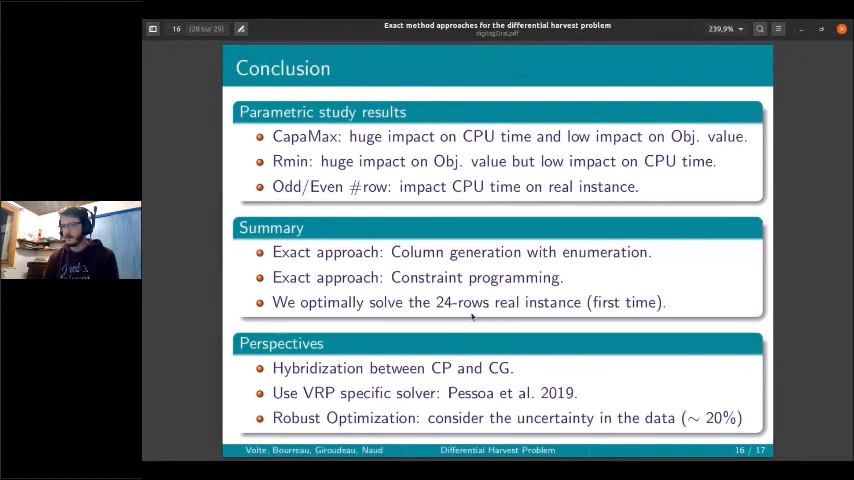 16 (28 sur 29)
Exact method approaches for the differential harvest problem
digitagOral.pdf
239,9%
Conclusion
Parametric study results
CapaMax: huge impact on CPU time and low impact on Obj. value.
Rmin: huge impact on Obj. value but low impact on CPU time.
Odd/Even #row: impact CPU time on real instance.
Summary
Exact approach: Column generation with enumeration.
Exact approach: Constraint programming.
We optimally solve the 24-rows real instance (first time).
Perspectives
Hybridization between CP and CG.
Use VRP specific solver: Pessoa et al. 2019.
Robust Optimization: consider the uncertainty in the data (~ 20%)
Volte, Bourreau, Giroudeau, Naud Differential Harvest Problem 16 / 17